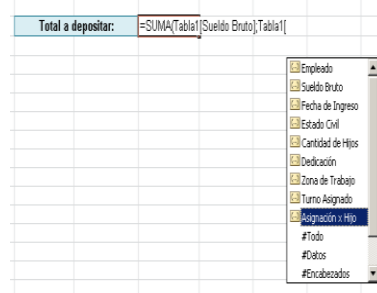 Total a depositar: =SUMA(Tabla1[Sueldo Bruto];Tabla1[
Empleado
Sueldo Bruto
Fecha de Ingreso
Estado Civil
Cantidad de Hijos
Dedicación
Zona de Trabajo
Turno Asignado
Asignación x Hijo
#Todo
#Datos
#Encabezados